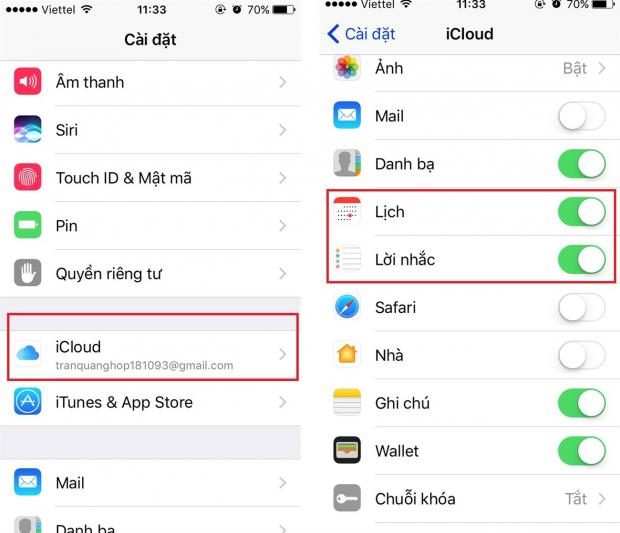 Viettel 11:33 70%
Cài đặt
Âm thanh
Siri
Touch ID & Mật mã
Pin
Quyền riêng tư
iCloud
tranquanghop181093@gmail.com
iTunes & App Store
Mail
Danh bạ
Viettel 11:33 70%
Cài đặt iCloud
Ảnh Bật
Mail
Danh bạ
Lịch
Lời nhắc
Safari
Nhà
Ghi chú
Wallet
Chuỗi khóa Tắt